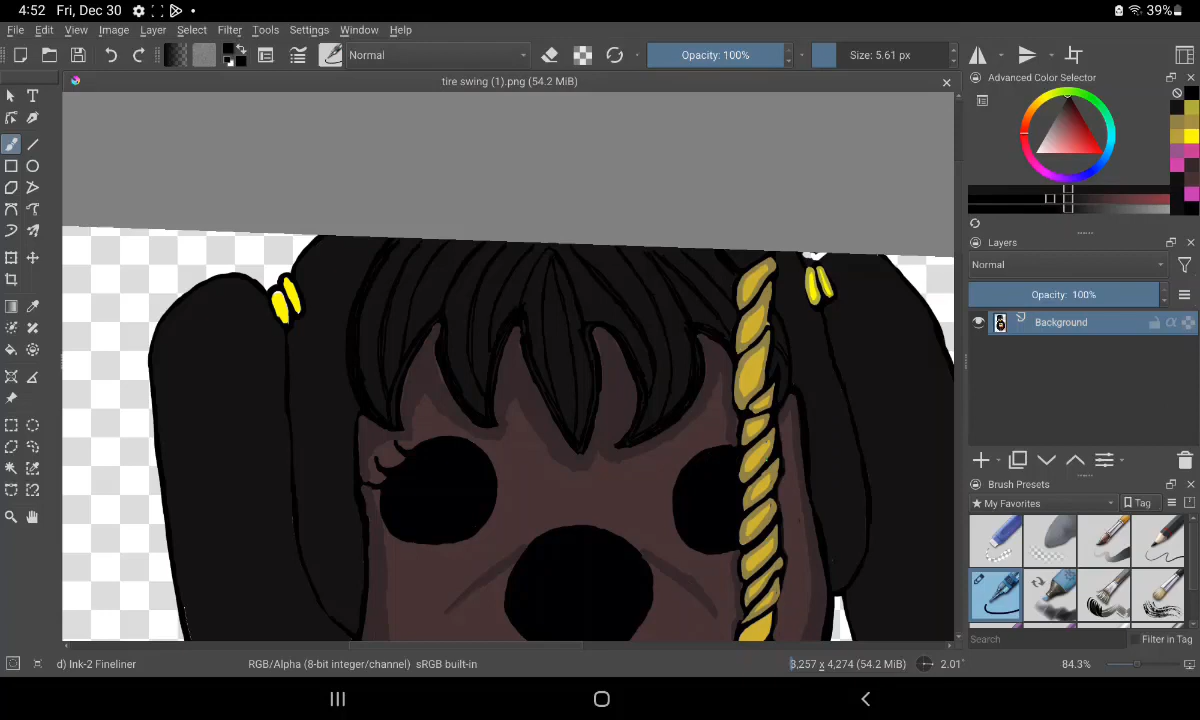 4:52 Fri, Dec 30 39%
File Edit View Image Layer Select Filter Tools Settings Window Help
Normal Opacity: 100% Size: 5.61 px
tire swing (1).png (54.2 MiB)
Advanced Color Selector
Layers
Normal
Opacity: 100%
Background
Brush Presets
My Favorites Tag
Search Filter in Tag
d) Ink-2 Fineliner RGB/Alpha (8-bit integer/channel) sRGB built-in 3,257 x 4,274 (54.2 MiB) 2.01° 84.3%